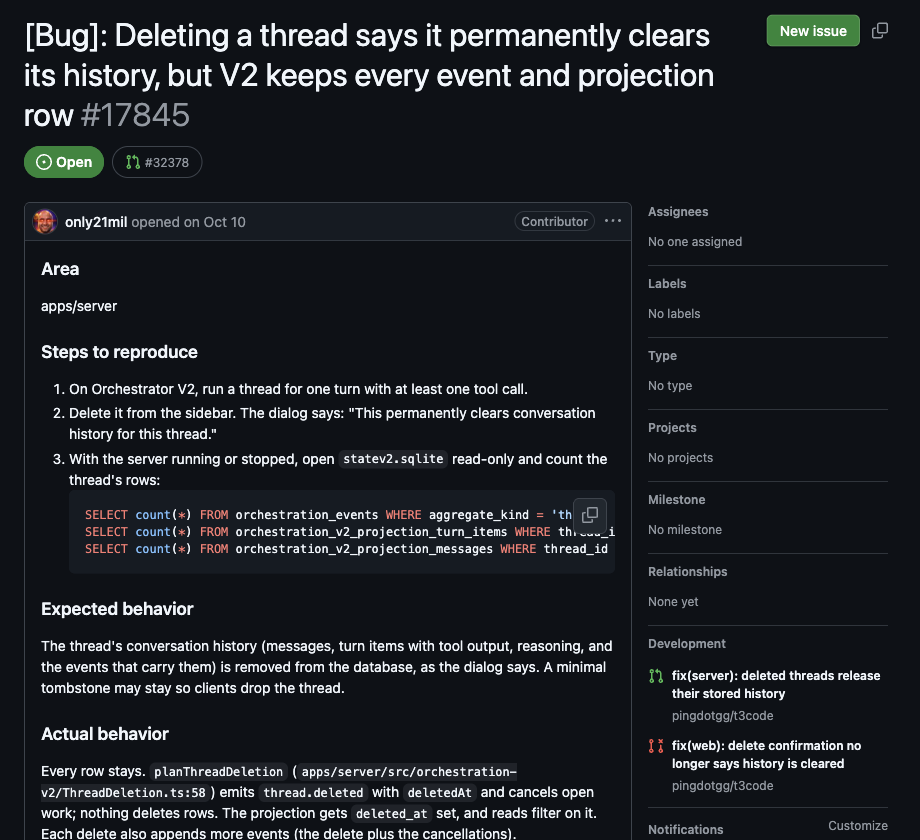 [Bug]: Deleting a thread says it permanently clears
its history, but V2 keeps every event and projection
row #17845
New issue
Open
#32378
only21mil opened on Oct 10
Contributor
Area
apps/server
Steps to reproduce
1. On Orchestrator V2, run a thread for one turn with at least one tool call.
2. Delete it from the sidebar. The dialog says: "This permanently clears conversation
history for this thread."
3. With the server running or stopped, open statev2.sqlite read-only and count the
thread's rows:
SELECT count(*) FROM orchestration_events WHERE aggregate_kind = 'th
SELECT count(*) FROM orchestration_v2_projection_turn_items WHERE thread_i
SELECT count(*) FROM orchestration_v2_projection_messages WHERE thread_id
Expected behavior
The thread's conversation history (messages, turn items with tool output, reasoning, and
the events that carry them) is removed from the database, as the dialog says. A minimal
tombstone may stay so clients drop the thread.
Actual behavior
Every row stays. planThreadDeletion (apps/server/src/orchestration-
v2/ThreadDeletion.ts:58) emits thread.deleted with deletedAt and cancels open
work; nothing deletes rows. The projection gets deleted_at set, and reads filter on it.
Each delete also appends more events (the delete plus the cancellations).
Assignees
No one assigned
Labels
No labels
Type
No type
Projects
No projects
Milestone
No milestone
Relationships
None yet
Development
fix(server): deleted threads release
their stored history
pingdotgg/t3code
fix(web): delete confirmation no
longer says history is cleared
pingdotgg/t3code
Notifications
Customize